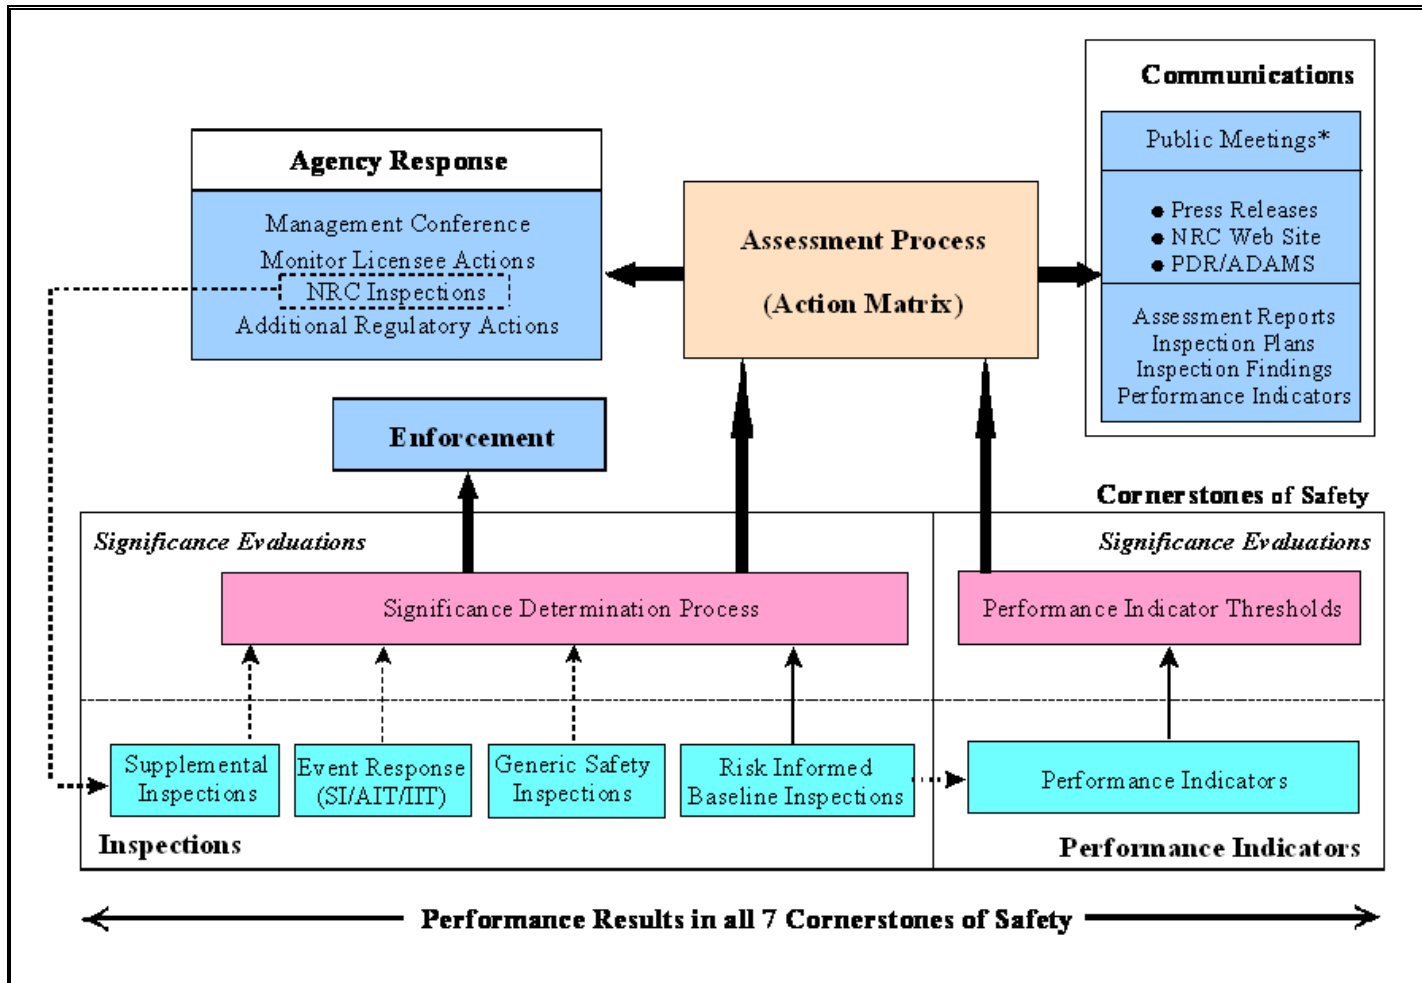 Communications
Public Meetings*
● Press Releases
● NRC Web Site
● PDR/ADAMS
Assessment Reports
Inspection Plans
Inspection Findings
Performance Indicators
Agency Response
Management Conference
Monitor Licensee Actions
NRC Inspections
Additional Regulatory Actions
Assessment Process
(Action Matrix)
Enforcement
Cornerstones of Safety
Significance Evaluations
Significance Evaluations
Significance Determination Process
Performance Indicator Thresholds
Supplemental
Inspections
Event Response
(SI/AIT/IIT)
Generic Safety
Inspections
Risk Informed
Baseline Inspections
Performance Indicators
Inspections
Performance Indicators
Performance Results in all 7 Cornerstones of Safety